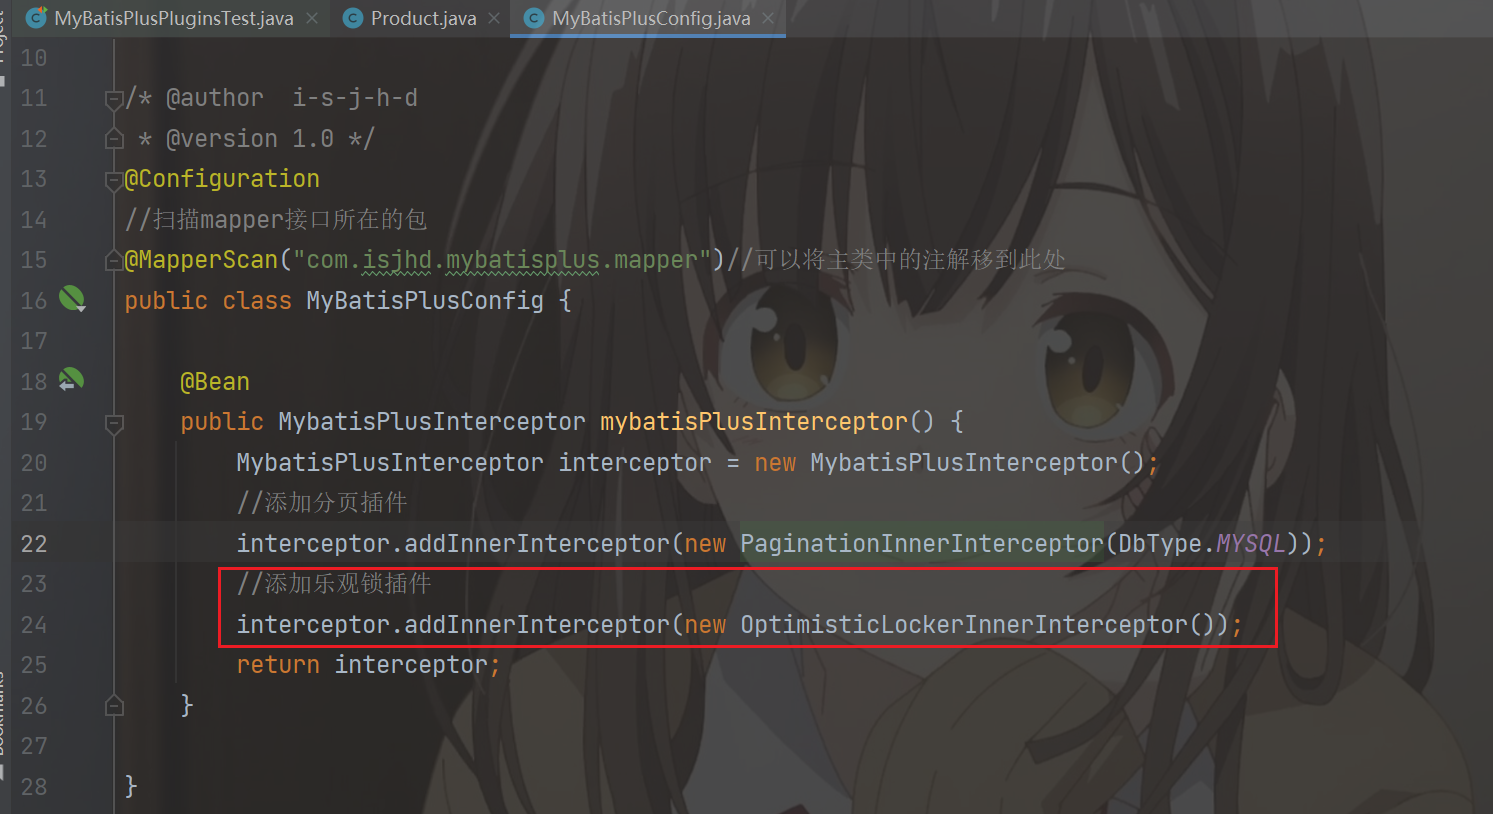 MyBatisPlusPluginsTest.java Product.java MyBatisPlusConfig.java
10
11 /* @author  i-s-j-h-d
12  * @version 1.0 */
13 @Configuration
14 //扫描mapper接口所在的包
15 @MapperScan("com.isjhd.mybatisplus.mapper")//可以将主类中的注解移到此处
16 public class MyBatisPlusConfig {
17
18     @Bean
19     public MybatisPlusInterceptor mybatisPlusInterceptor() {
20         MybatisPlusInterceptor interceptor = new MybatisPlusInterceptor();
21         //添加分页插件
22         interceptor.addInnerInterceptor(new PaginationInnerInterceptor(DbType.MYSQL));
23         //添加乐观锁插件
24         interceptor.addInnerInterceptor(new OptimisticLockerInnerInterceptor());
25         return interceptor;
26     }
27
28 }